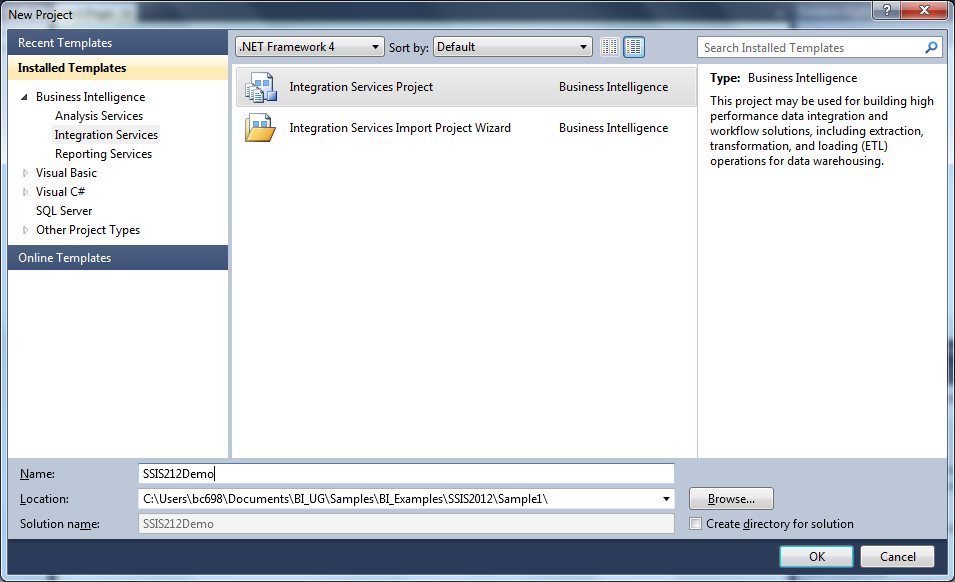 New Project
?
Recent Templates
Installed Templates
Business Intelligence
Analysis Services
Integration Services
Reporting Services
Visual Basic
Visual C#
SQL Server
Other Project Types
Online Templates
.NET Framework 4 Sort by: Default
Integration Services Project Business Intelligence
Integration Services Import Project Wizard Business Intelligence
Search Installed Templates
Type: Business Intelligence
This project may be used for building high
performance data integration and
workflow solutions, including extraction,
transformation, and loading (ETL)
operations for data warehousing.
Name: SSIS212Demo
Location: C:\Users\bc698\Documents\BI_UG\Samples\BI_Examples\SSIS2012\Sample1\ Browse...
Solution name: SSIS212Demo Create directory for solution
OK Cancel